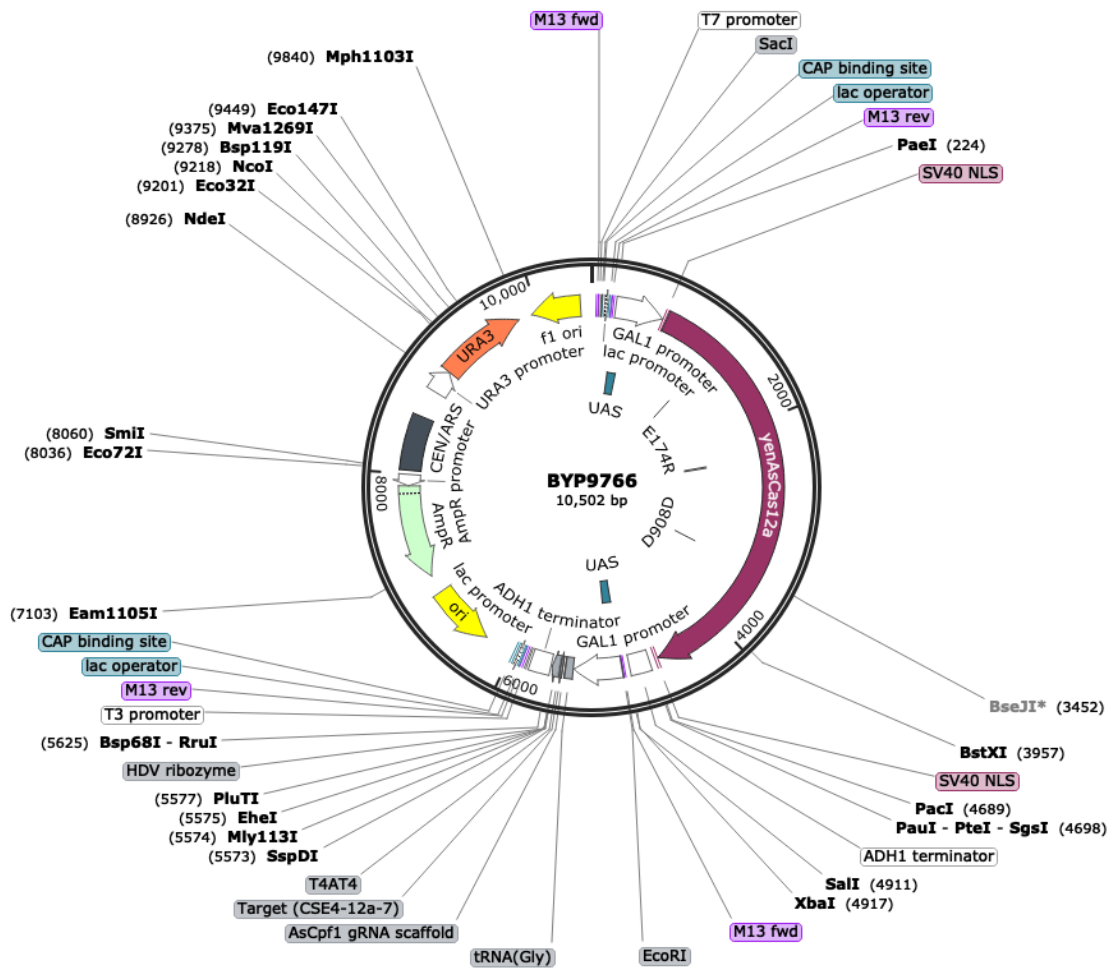 M13 fwd
T7 promoter
SacI
CAP binding site
lac operator
M13 rev
PaeI (224)
SV40 NLS
(9840) Mph1103I
(9449) Eco147I
(9375) Mva1269I
(9278) Bsp119I
(9218) NcoI
(9201) Eco32I
(8926) NdeI
(8060) SmiI
(8036) Eco72I
(7103) Eam1105I
10,000
2000
4000
6000
8000
f1 ori
URA3
URA3 promoter
CEN/ARS
AmpR promoter
AmpR
ori
lac promoter
ADH1 terminator
GAL1 promoter
UAS
GAL1 promoter
lac promoter
UAS
E174R
D908D
yenAsCas12a
BYP9766
10,502 bp
BseJI* (3452)
BstXI (3957)
SV40 NLS
PacI (4689)
PauI - PteI - SgsI (4698)
ADH1 terminator
SalI (4911)
XbaI (4917)
M13 fwd
EcoRI
tRNA(Gly)
AsCpf1 gRNA scaffold
Target (CSE4-12a-7)
T4AT4
(5573) SspDI
(5574) Mly113I
(5575) EheI
(5577) PluTI
HDV ribozyme
(5625) Bsp68I - RruI
T3 promoter
M13 rev
lac operator
CAP binding site